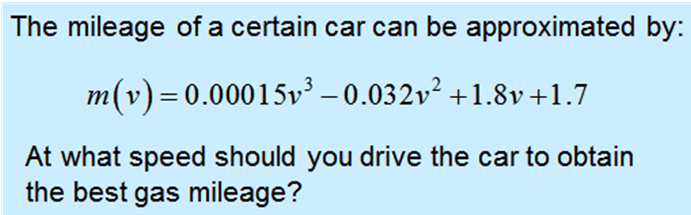 The mileage of a certain car can be approximated by:
m(v) = 0.00015v³ – 0.032v² + 1.8v + 1.7
At what speed should you drive the car to obtain
the best gas mileage?